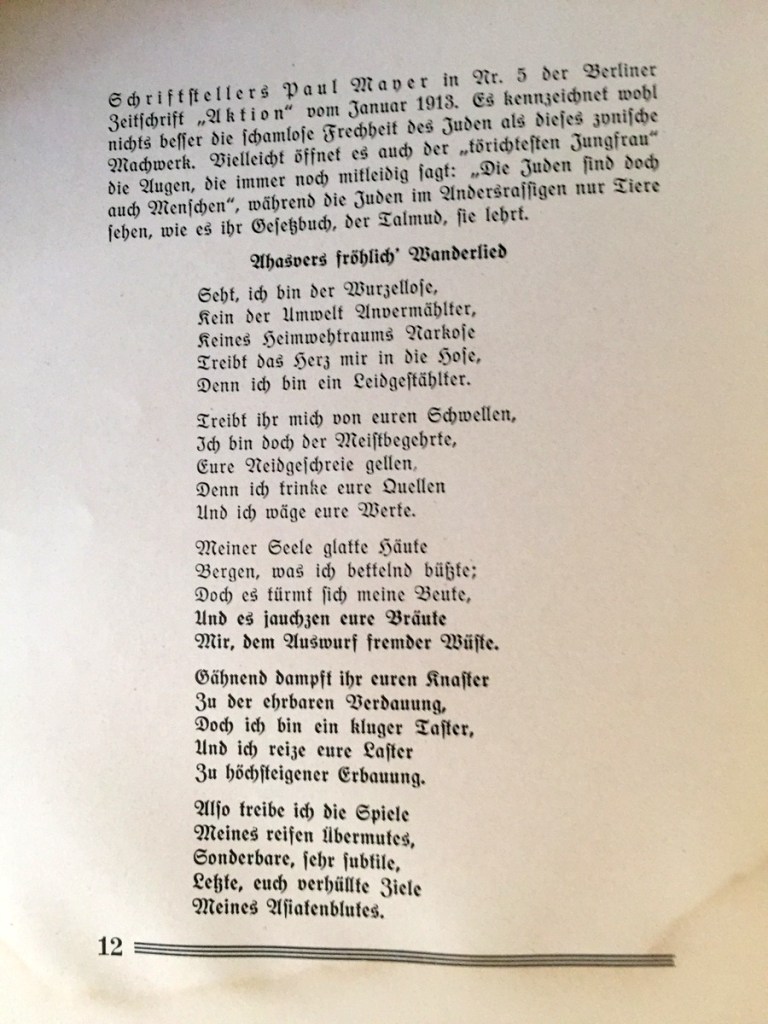 Schriftstellers Paul Mayer in Nr. 5 der Berliner
Zeitschrift „Aktion“ vom Januar 1913. Es kennzeichnet wohl
nichts besser die schamlose Frechheit des Juden als dieses zynische
Machwerk. Vielleicht öffnet es auch der „törichtesten Jungfrau“
die Augen, die immer noch mitleidig sagt: „Die Juden sind doch
auch Menschen“, während die Juden im Andersrassigen nur Tiere
sehen, wie es ihr Gesetzbuch, der Talmud, sie lehrt.
Ahasvers fröhlich' Wanderlied
Seht, ich bin der Wurzellose,
Kein der Umwelt Anvermählter,
Keines Heimwehtraums Narkose
Treibt das Herz mir in die Hose,
Denn ich bin ein Leidgestählter.
Treibt ihr mich von euren Schwellen,
Ich bin doch der Meistbegehrte,
Eure Neidgeschreie gellen,
Denn ich trinke eure Quellen
Und ich wäge eure Werte.
Meiner Seele glatte Häute
Bergen, was ich bettelnd büßte;
Doch es türmt sich meine Beute,
Und es jauchzen eure Bräute
Mir, dem Auswurf fremder Wüste.
Gähnend dampft ihr euren Knaster
Zu der ehrbaren Verdauung,
Doch ich bin ein kluger Taster,
Und ich reize eure Laster
Zu höchsteigener Erbauung.
Also treibe ich die Spiele
Meines reifen Übermutes,
Sonderbare, sehr subtile,
Letzte, euch verhüllte Ziele
Meines Asiatenblutes.
12